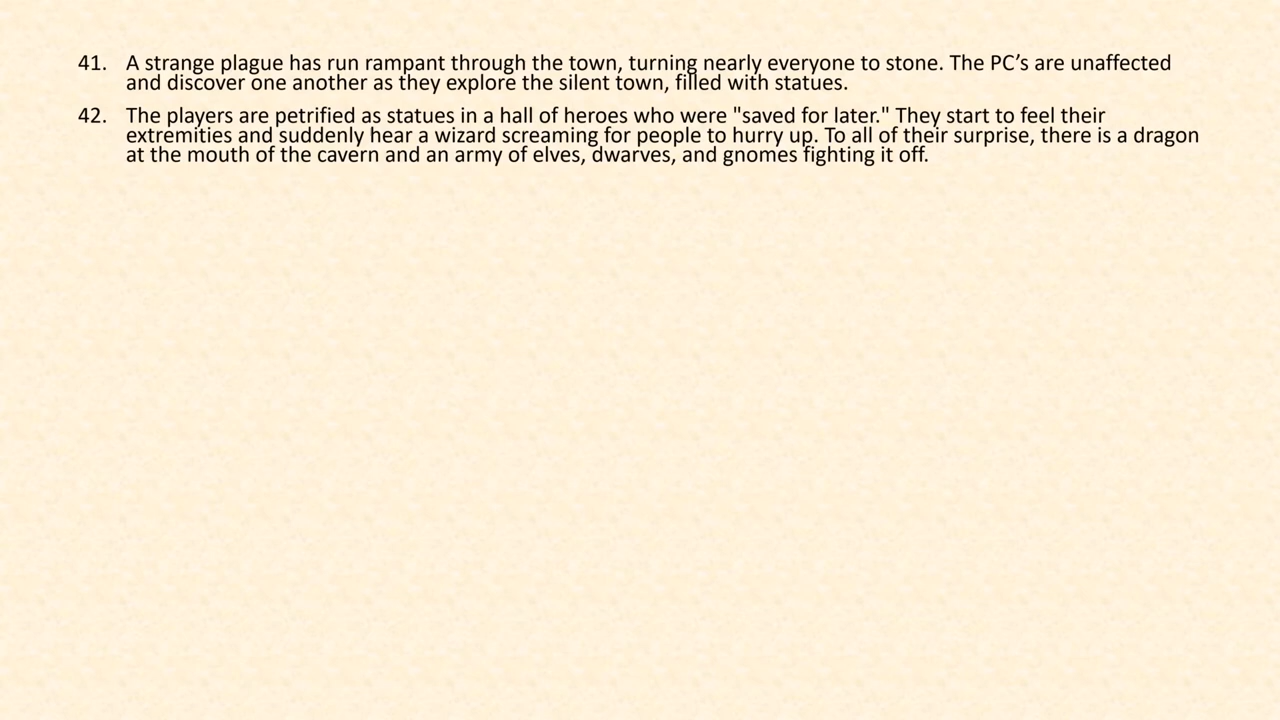 41. A strange plague has run rampant through the town, turning nearly everyone to stone. The PC’s are unaffected
and discover one another as they explore the silent town, filled with statues.
42. The players are petrified as statues in a hall of heroes who were "saved for later." They start to feel their
extremities and suddenly hear a wizard screaming for people to hurry up. To all of their surprise, there is a dragon
at the mouth of the cavern and an army of elves, dwarves, and gnomes fighting it off.